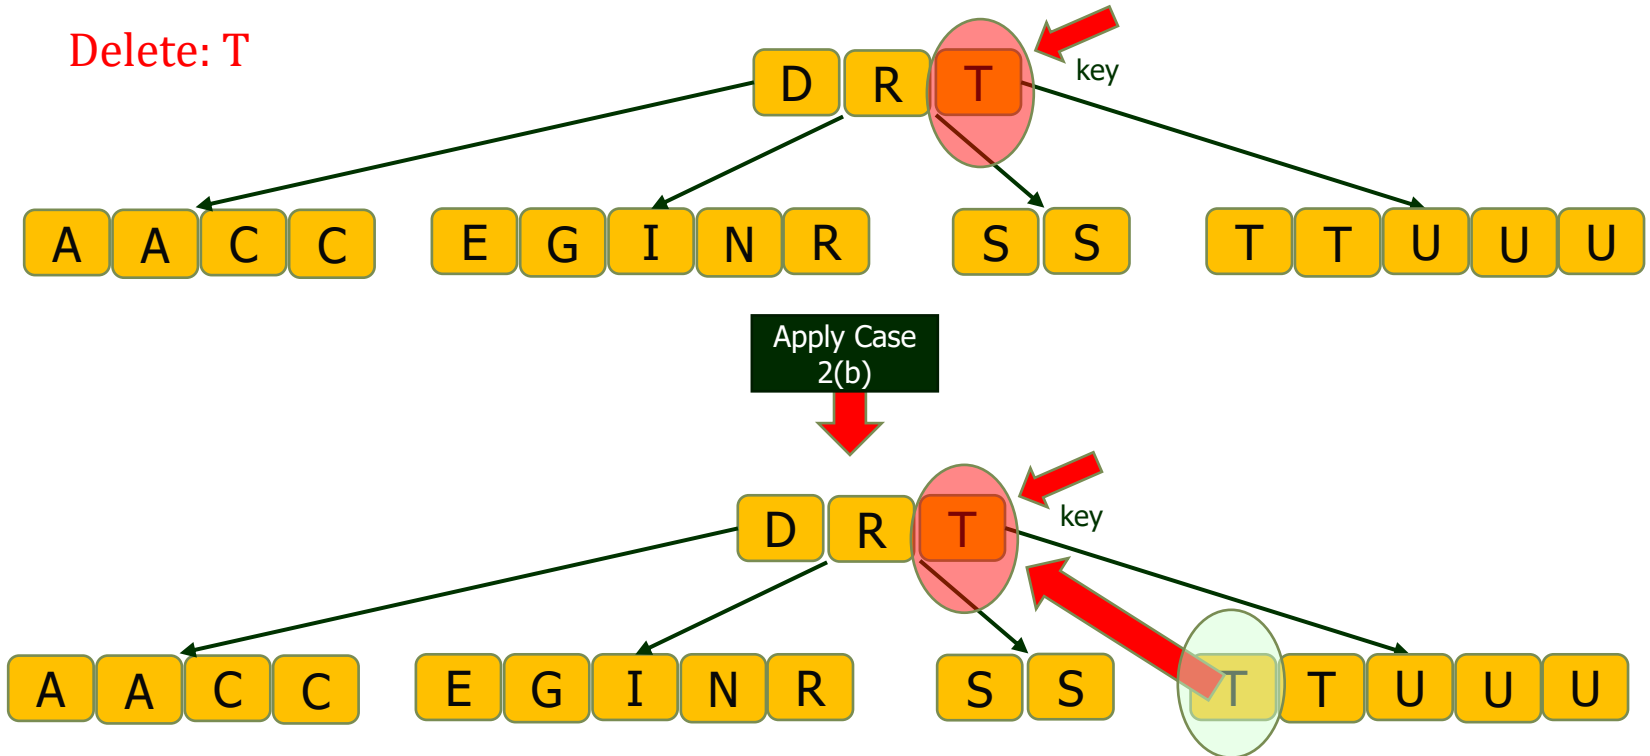 Delete: T
D R T
key
A A C C E G I N R S S T T U U U
Apply Case
2(b)
D R T
key
A A C C E G I N R S S T T U U U